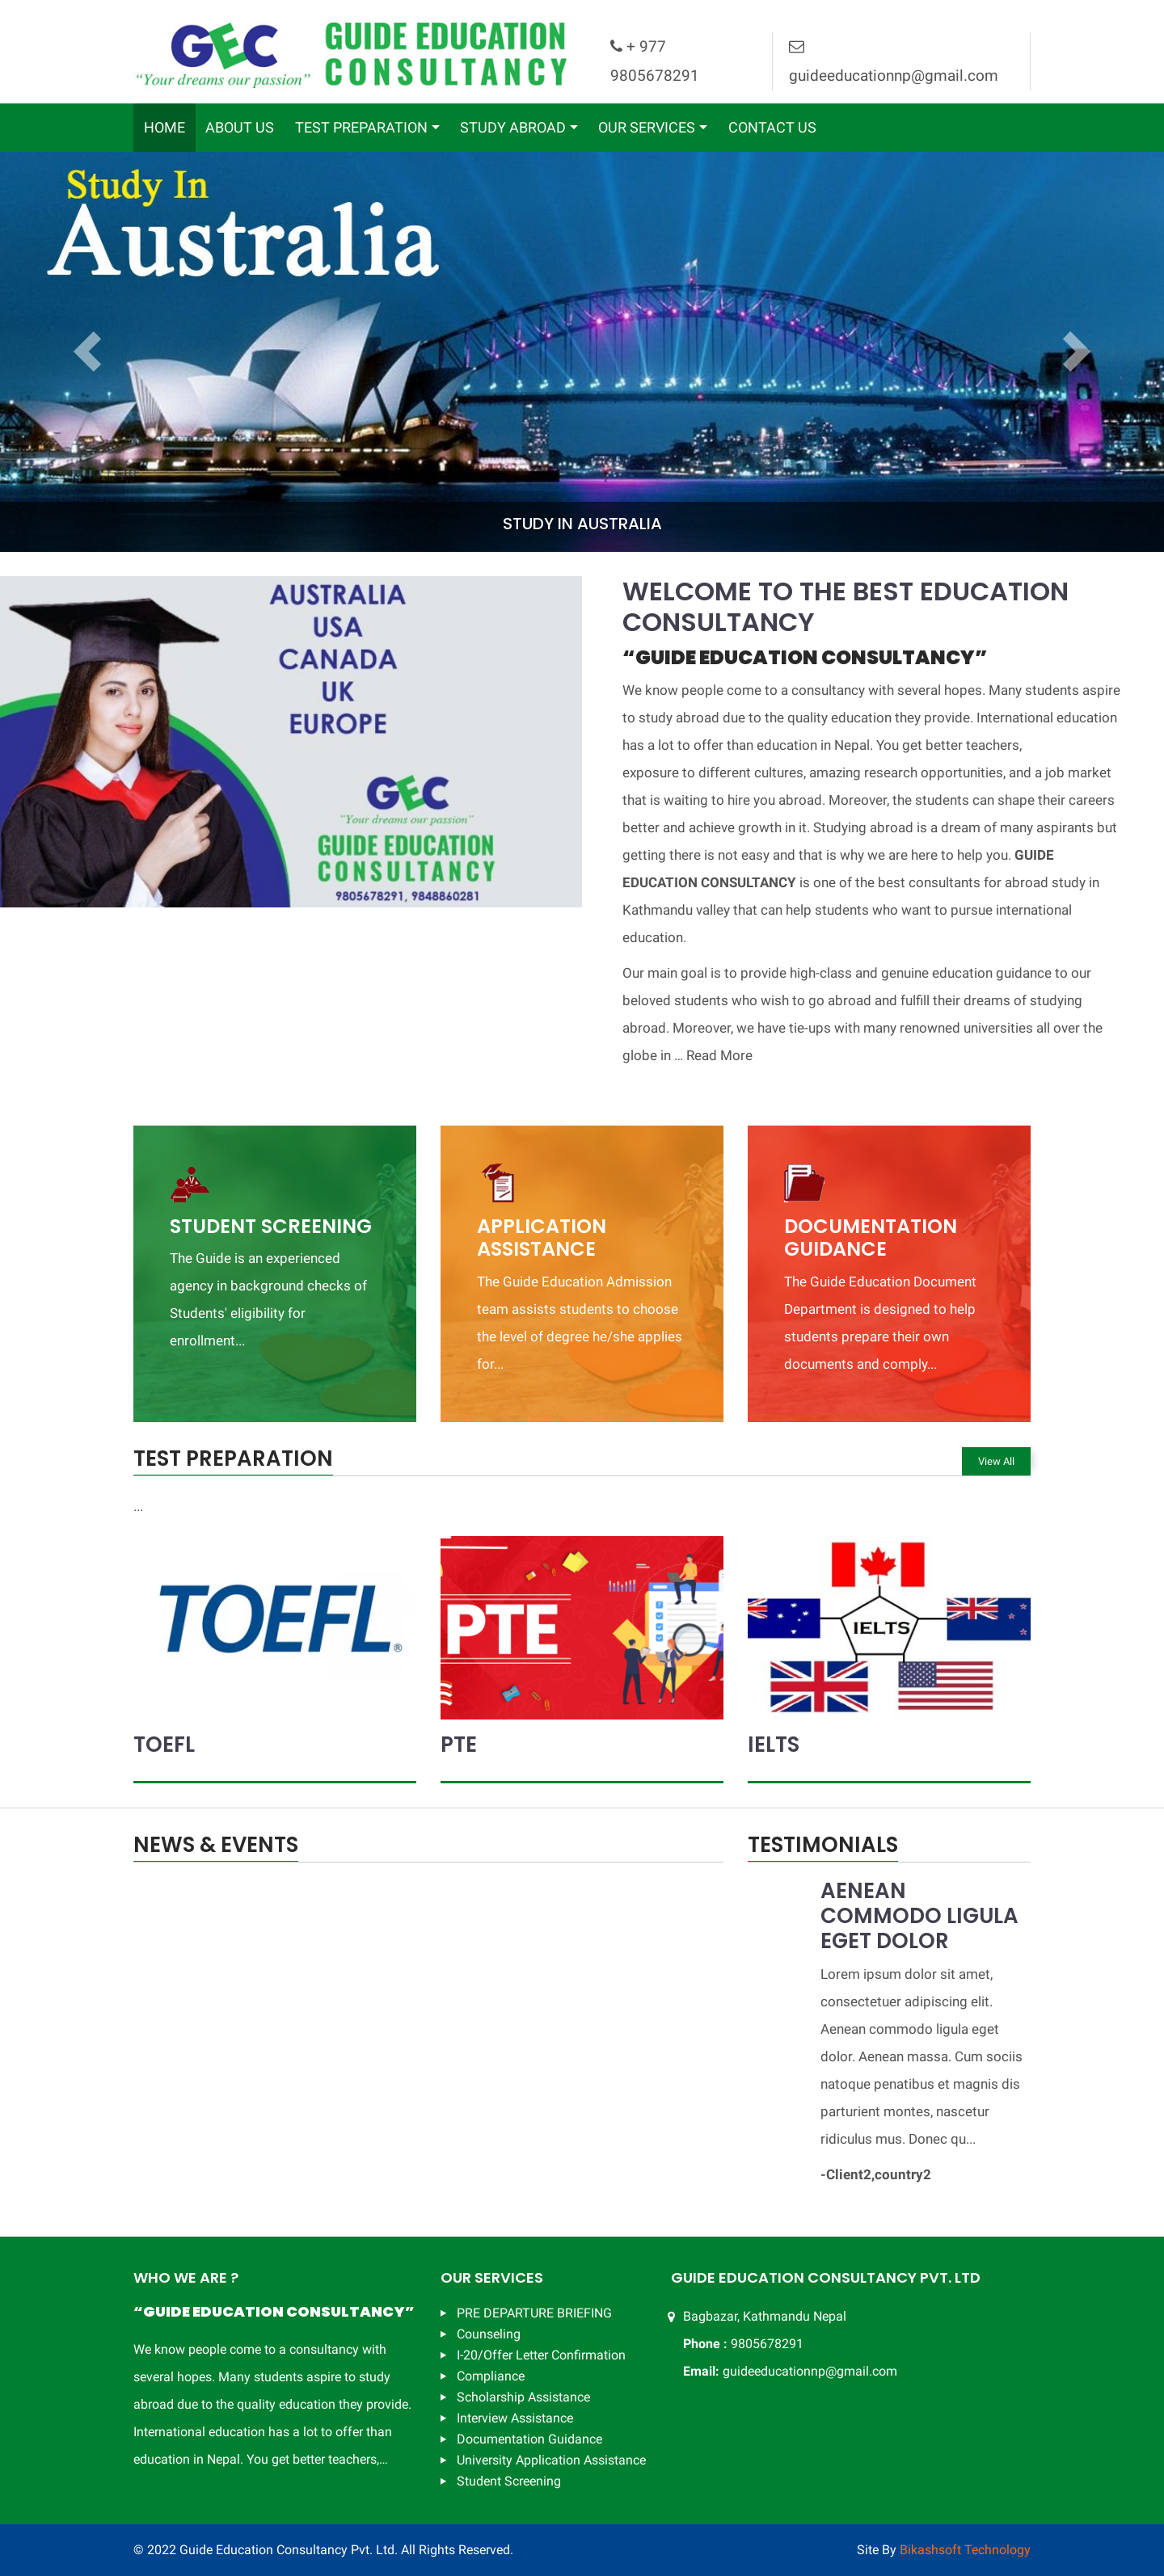 GEC
"Your dreams our passion"
GUIDE EDUCATION
CONSULTANCY
+ 977
9805678291
guideeducationnp@gmail.com
HOME
ABOUT US
TEST PREPARATION
STUDY ABROAD
OUR SERVICES
CONTACT US
Study In
Australia
STUDY IN AUSTRALIA
AUSTRALIA
USA
CANADA
UK
EUROPE
GEC
"Your dreams our passion"
GUIDE EDUCATION
CONSULTANCY
9805678291, 9848860281
WELCOME TO THE BEST EDUCATION
CONSULTANCY
“GUIDE EDUCATION CONSULTANCY”
We know people come to a consultancy with several hopes. Many students aspire
to study abroad due to the quality education they provide. International education
has a lot to offer than education in Nepal. You get better teachers,
exposure to different cultures, amazing research opportunities, and a job market
that is waiting to hire you abroad. Moreover, the students can shape their careers
better and achieve growth in it. Studying abroad is a dream of many aspirants but
getting there is not easy and that is why we are here to help you. GUIDE
EDUCATION CONSULTANCY is one of the best consultants for abroad study in
Kathmandu valley that can help students who want to pursue international
education.
Our main goal is to provide high-class and genuine education guidance to our
beloved students who wish to go abroad and fulfill their dreams of studying
abroad. Moreover, we have tie-ups with many renowned universities all over the
globe in ... Read More
STUDENT SCREENING
The Guide is an experienced
agency in background checks of
Students' eligibility for
enrollment...
APPLICATION
ASSISTANCE
The Guide Education Admission
team assists students to choose
the level of degree he/she applies
for...
DOCUMENTATION
GUIDANCE
The Guide Education Document
Department is designed to help
students prepare their own
documents and comply...
TEST PREPARATION
View All
...
TOEFL®
PTE
IELTS
TOEFL
PTE
IELTS
NEWS & EVENTS
TESTIMONIALS
AENEAN
COMMODO LIGULA
EGET DOLOR
Lorem ipsum dolor sit amet,
consectetuer adipiscing elit.
Aenean commodo ligula eget
dolor. Aenean massa. Cum sociis
natoque penatibus et magnis dis
parturient montes, nascetur
ridiculus mus. Donec qu...
-Client2,country2
WHO WE ARE ?
“GUIDE EDUCATION CONSULTANCY”
We know people come to a consultancy with
several hopes. Many students aspire to study
abroad due to the quality education they provide.
International education has a lot to offer than
education in Nepal. You get better teachers,...
OUR SERVICES
PRE DEPARTURE BRIEFING
Counseling
I-20/Offer Letter Confirmation
Compliance
Scholarship Assistance
Interview Assistance
Documentation Guidance
University Application Assistance
Student Screening
GUIDE EDUCATION CONSULTANCY PVT. LTD
Bagbazar, Kathmandu Nepal
Phone : 9805678291
Email: guideeducationnp@gmail.com
© 2022 Guide Education Consultancy Pvt. Ltd. All Rights Reserved.
Site By Bikashsoft Technology